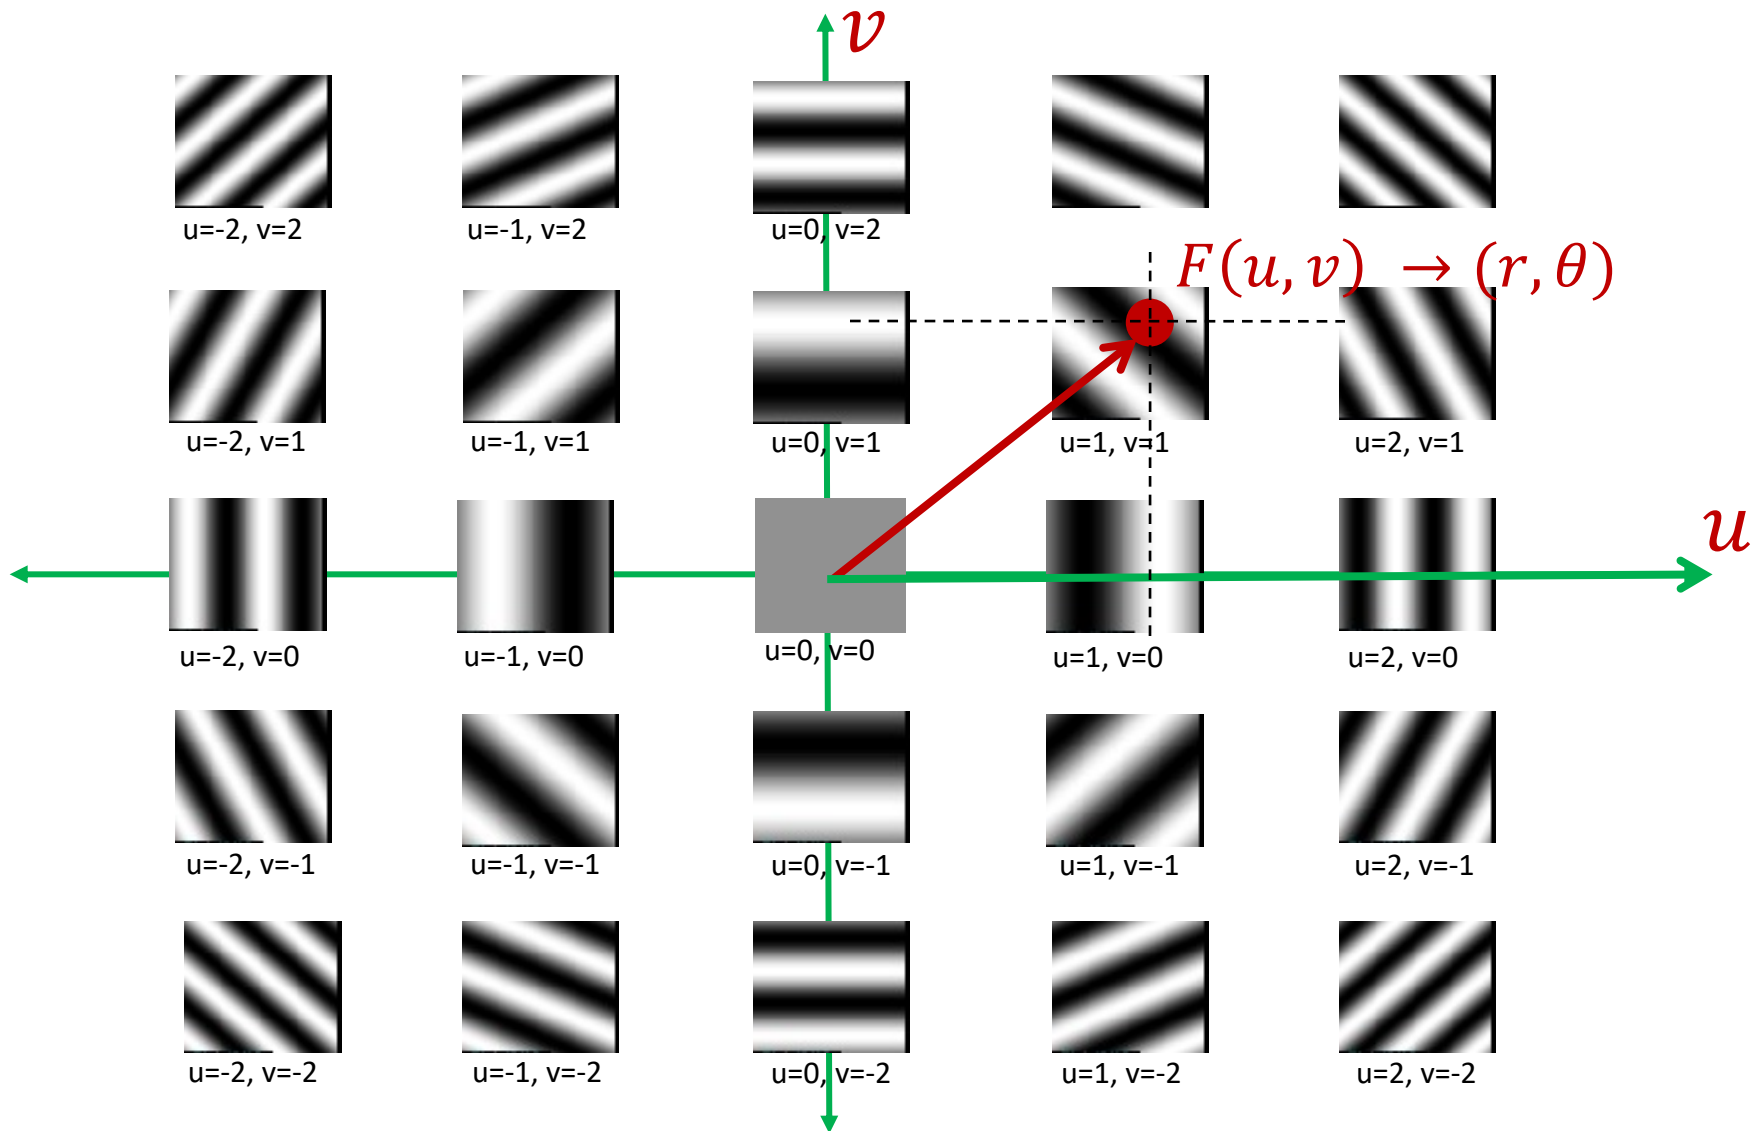 v
u=-2, v=2
u=-1, v=2
u=0, v=2
F(u, v) → (r, θ)
u=-2, v=1
u=-1, v=1
u=0, v=1
u=1, v=1
u=2, v=1
u
u=-2, v=0
u=-1, v=0
u=0, v=0
u=1, v=0
u=2, v=0
u=-2, v=-1
u=-1, v=-1
u=0, v=-1
u=1, v=-1
u=2, v=-1
u=-2, v=-2
u=-1, v=-2
u=0, v=-2
u=1, v=-2
u=2, v=-2